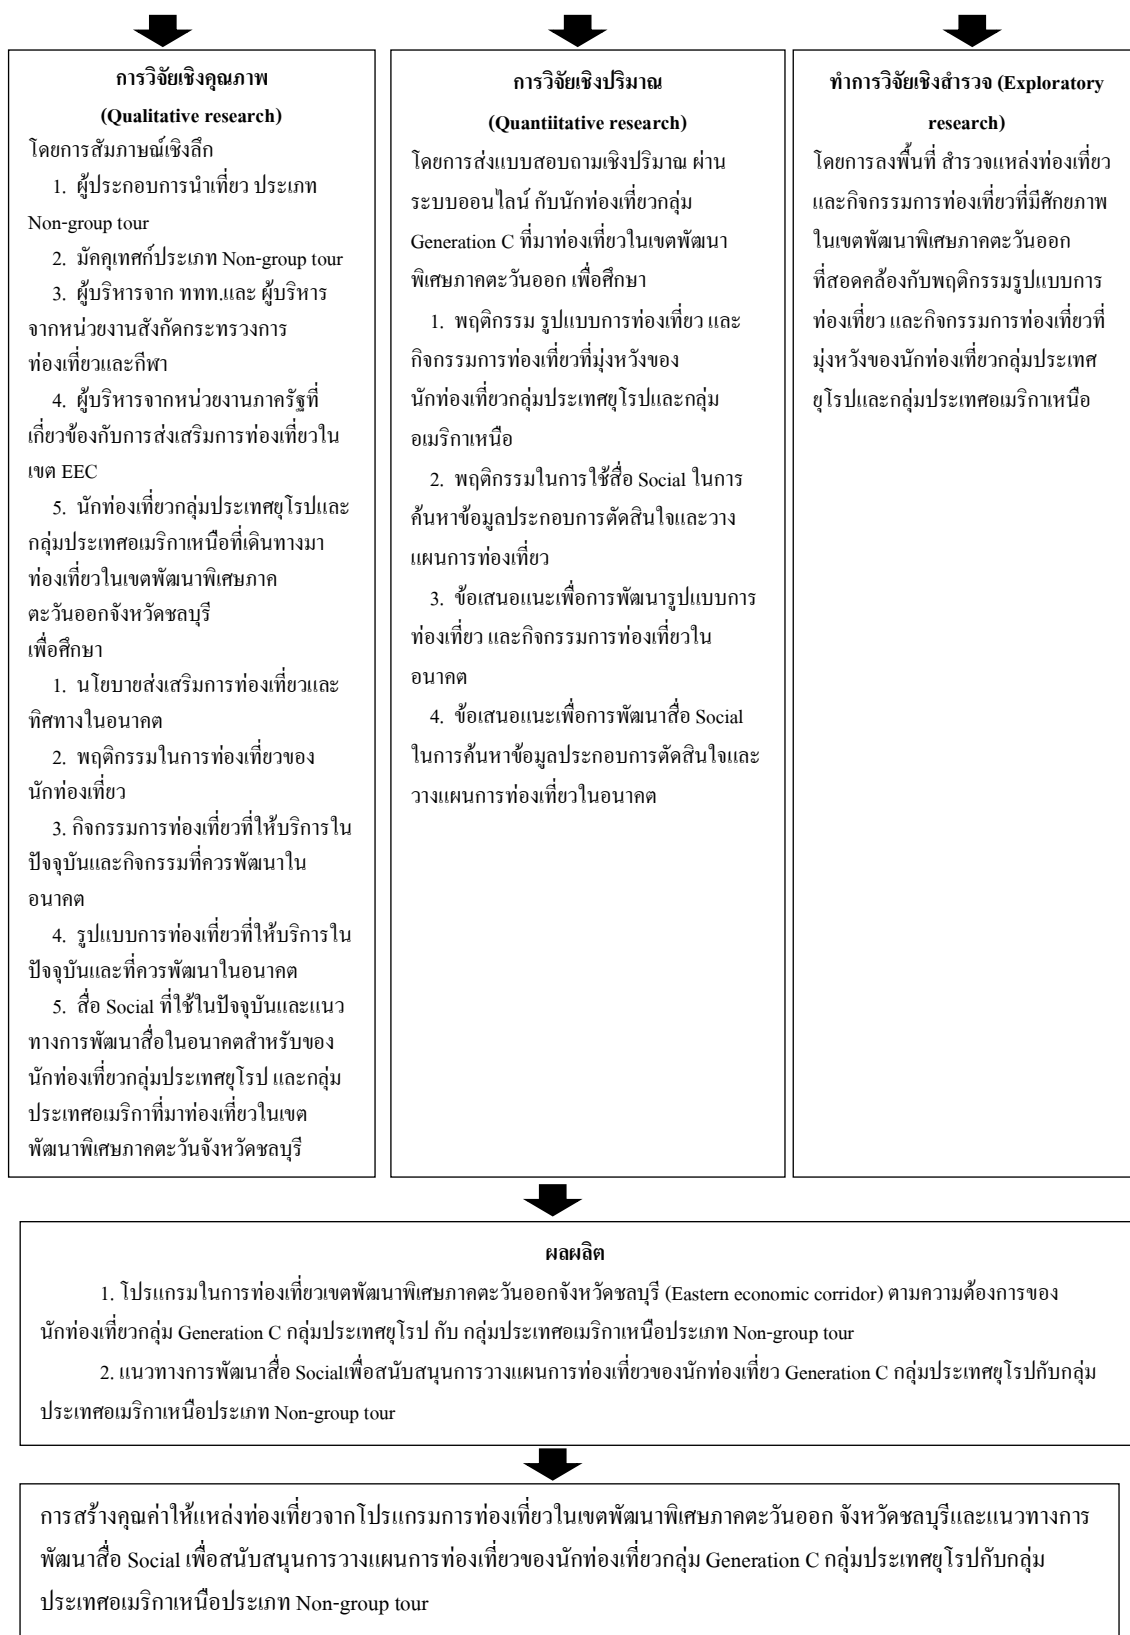 การวิจัยเชิงคุณภาพ
(Qualitative research)
โดยการสัมภาษณ์เชิงลึก
1. ผู้ประกอบการนำเที่ยว ประเภท
Non-group tour
2. มัคคุเทศก์ประเภท Non-group tour
3. ผู้บริหารจาก ททท.และ ผู้บริหาร
จากหน่วยงานสังกัดกระทรวงการ
ท่องเที่ยวและกีฬา
4. ผู้บริหารจากหน่วยงานภาครัฐที่
เกี่ยวข้องกับการส่งเสริมการท่องเที่ยวใน
เขต EEC
5. นักท่องเที่ยวกลุ่มประเทศยุโรปและ
กลุ่มประเทศอเมริกาเหนือที่เดินทางมา
ท่องเที่ยวในเขตพัฒนาพิเศษภาค
ตะวันออกจังหวัดชลบุรี
เพื่อศึกษา
1. นโยบายส่งเสริมการท่องเที่ยวและ
ทิศทางในอนาคต
2. พฤติกรรมในการท่องเที่ยวของ
นักท่องเที่ยว
3. กิจกรรมการท่องเที่ยวที่ให้บริการใน
ปัจจุบันและกิจกรรมที่ควรพัฒนาใน
อนาคต
4. รูปแบบการท่องเที่ยวที่ให้บริการใน
ปัจจุบันและที่ควรพัฒนาในอนาคต
5. สื่อ Social ที่ใช้ในปัจจุบันและแนว
ทางการพัฒนาสื่อในอนาคตสำหรับของ
นักท่องเที่ยวกลุ่มประเทศยุโรป และกลุ่ม
ประเทศอเมริกาที่มาท่องเที่ยวในเขต
พัฒนาพิเศษภาคตะวันจังหวัดชลบุรี
การวิจัยเชิงปริมาณ
(Quantiitative research)
โดยการส่งแบบสอบถามเชิงปริมาณ ผ่าน
ระบบออนไลน์ กับนักท่องเที่ยวกลุ่ม
Generation C ที่มาท่องเที่ยวในเขตพัฒนา
พิเศษภาคตะวันออก เพื่อศึกษา
1. พฤติกรรม รูปแบบการท่องเที่ยว และ
กิจกรรมการท่องเที่ยวที่มุ่งหวังของ
นักท่องเที่ยวกลุ่มประเทศยุโรปและกลุ่ม
อเมริกาเหนือ
2. พฤติกรรมในการใช้สื่อ Social ในการ
ค้นหาข้อมูลประกอบการตัดสินใจและวาง
แผนการท่องเที่ยว
3. ข้อเสนอแนะเพื่อการพัฒนารูปแบบการ
ท่องเที่ยว และกิจกรรมการท่องเที่ยวใน
อนาคต
4. ข้อเสนอแนะเพื่อการพัฒนาสื่อ Social
ในการค้นหาข้อมูลประกอบการตัดสินใจและ
วางแผนการท่องเที่ยวในอนาคต
ทำการวิจัยเชิงสำรวจ (Exploratory
research)
โดยการลงพื้นที่ สำรวจแหล่งท่องเที่ยว
และกิจกรรมการท่องเที่ยวที่มีศักยภาพ
ในเขตพัฒนาพิเศษภาคตะวันออก
ที่สอดคล้องกับพฤติกรรมรูปแบบการ
ท่องเที่ยว และกิจกรรมการท่องเที่ยวที่
มุ่งหวังของนักท่องเที่ยวกลุ่มประเทศ
ยุโรปและกลุ่มประเทศอเมริกาเหนือ
ผลผลิต
1. โปรแกรมในการท่องเที่ยวเขตพัฒนาพิเศษภาคตะวันออกจังหวัดชลบุรี (Eastern economic corridor) ตามความต้องการของ
นักท่องเที่ยวกลุ่ม Generation C กลุ่มประเทศยุโรป กับ กลุ่มประเทศอเมริกาเหนือประเภท Non-group tour
2. แนวทางการพัฒนาสื่อ Socialเพื่อสนับสนุนการวางแผนการท่องเที่ยวของนักท่องเที่ยว Generation C กลุ่มประเทศยุโรปกับกลุ่ม
ประเทศอเมริกาเหนือประเภท Non-group tour
การสร้างคุณค่าให้แหล่งท่องเที่ยวจากโปรแกรมการท่องเที่ยวในเขตพัฒนาพิเศษภาคตะวันออก จังหวัดชลบุรีและแนวทางการ
พัฒนาสื่อ Social เพื่อสนับสนุนการวางแผนการท่องเที่ยวของนักท่องเที่ยวกลุ่ม Generation C กลุ่มประเทศยุโรปกับกลุ่ม
ประเทศอเมริกาเหนือประเภท Non-group tour